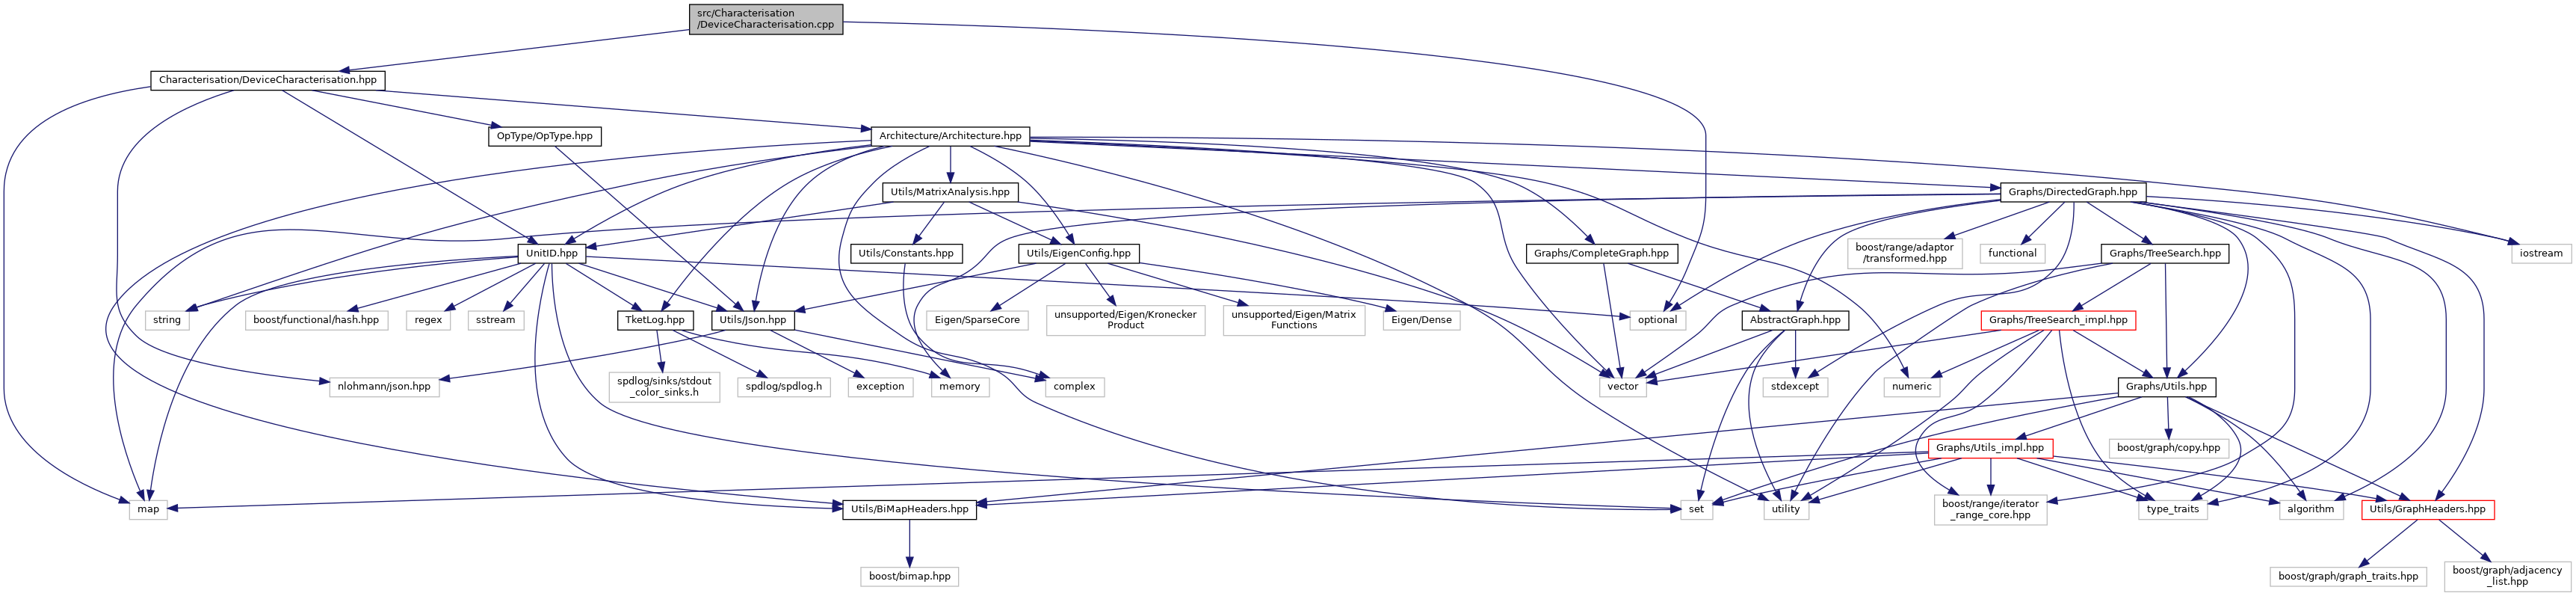 src/Characterisation
/DeviceCharacterisation.cpp
Characterisation/DeviceCharacterisation.hpp
OpType/OpType.hpp
Architecture/Architecture.hpp
Utils/MatrixAnalysis.hpp
Graphs/DirectedGraph.hpp
UnitID.hpp
Utils/Constants.hpp
Utils/EigenConfig.hpp
Graphs/CompleteGraph.hpp
boost/range/adaptor
/transformed.hpp
functional
Graphs/TreeSearch.hpp
iostream
string
boost/functional/hash.hpp
regex
sstream
TketLog.hpp
Utils/Json.hpp
Eigen/SparseCore
unsupported/Eigen/Kronecker
Product
unsupported/Eigen/Matrix
Functions
Eigen/Dense
optional
AbstractGraph.hpp
Graphs/TreeSearch_impl.hpp
nlohmann/json.hpp
spdlog/sinks/stdout
_color_sinks.h
spdlog/spdlog.h
exception
memory
complex
vector
stdexcept
numeric
Graphs/Utils.hpp
Graphs/Utils_impl.hpp
boost/graph/copy.hpp
map
Utils/BiMapHeaders.hpp
set
utility
boost/range/iterator
_range_core.hpp
type_traits
algorithm
Utils/GraphHeaders.hpp
boost/bimap.hpp
boost/graph/graph_traits.hpp
boost/graph/adjacency
_list.hpp